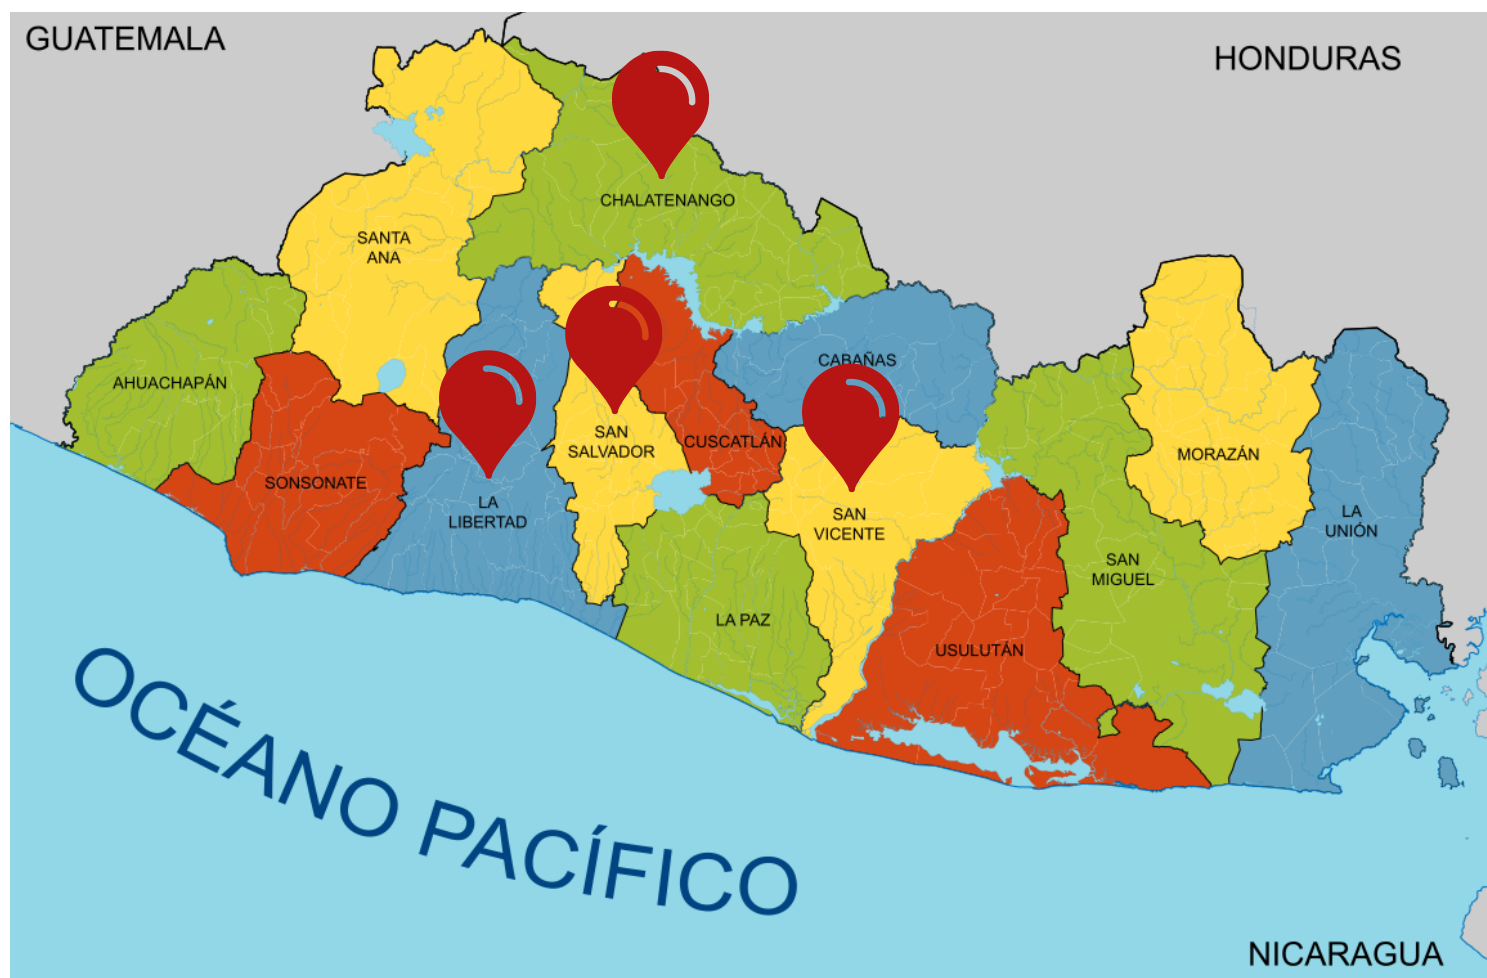 GUATEMALA
HONDURAS
CHALATENANGO
SANTA
ANA
CABAÑAS
AHUACHAPÁN
SAN
SALVADOR
CUSCATLÁN
MORAZÁN
SONSONATE
LA
LIBERTAD
SAN
VICENTE
LA
UNIÓN
SAN
MIGUEL
LA PAZ
USULUTÁN
OCÉANO PACÍFICO
NICARAGUA